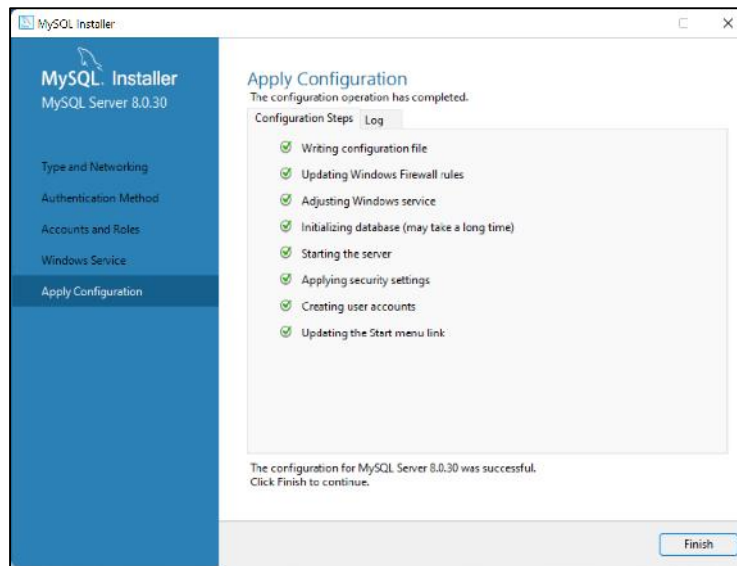 MySQL Installer
MySQL. Installer
MySQL Server 8.0.30
Type and Networking
Authentication Method
Accounts and Roles
Windows Service
Apply Configuration
Apply Configuration
The configuration operation has completed.
Configuration Steps Log
Writing configuration file
Updating Windows Firewall rules
Adjusting Windows service
Initializing database (may take a long time)
Starting the server
Applying security settings
Creating user accounts
Updating the Start menu link
The configuration for MySQL Server 8.0.30 was successful.
Click Finish to continue.
Finish